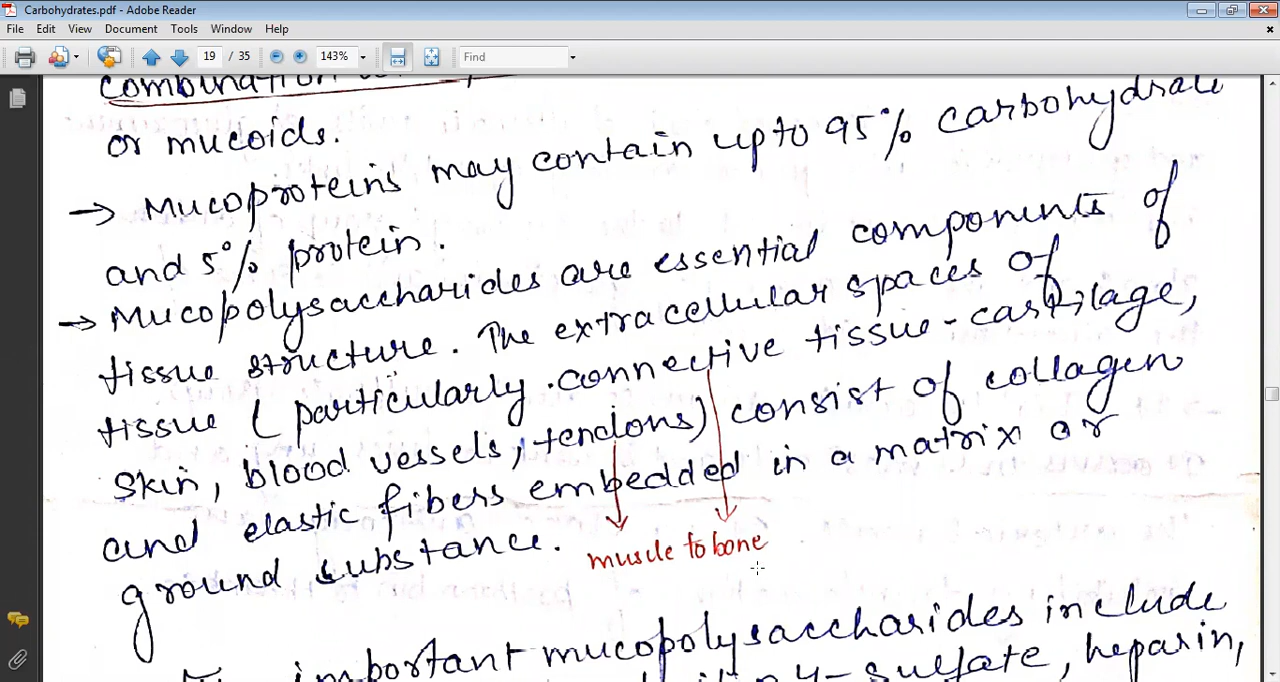 Carbohydrates.pdf - Adobe Reader
File Edit View Document Tools Window Help
19 / 35 143% Find
combination
or mucoids.
→ Mucoproteins may contain upto 95% carbohydrate
and 5% protein.
→ Mucopolysaccharides are essential components of
tissue structure. The extracellular spaces of
tissue (particularly connective tissue - cartilage,
skin, blood vessels, tendons) consist of collagen
and elastic fibers embedded in a matrix or
ground substance.
muscle to bone
important mucopolysaccharides include
4-sulfate, heparin,